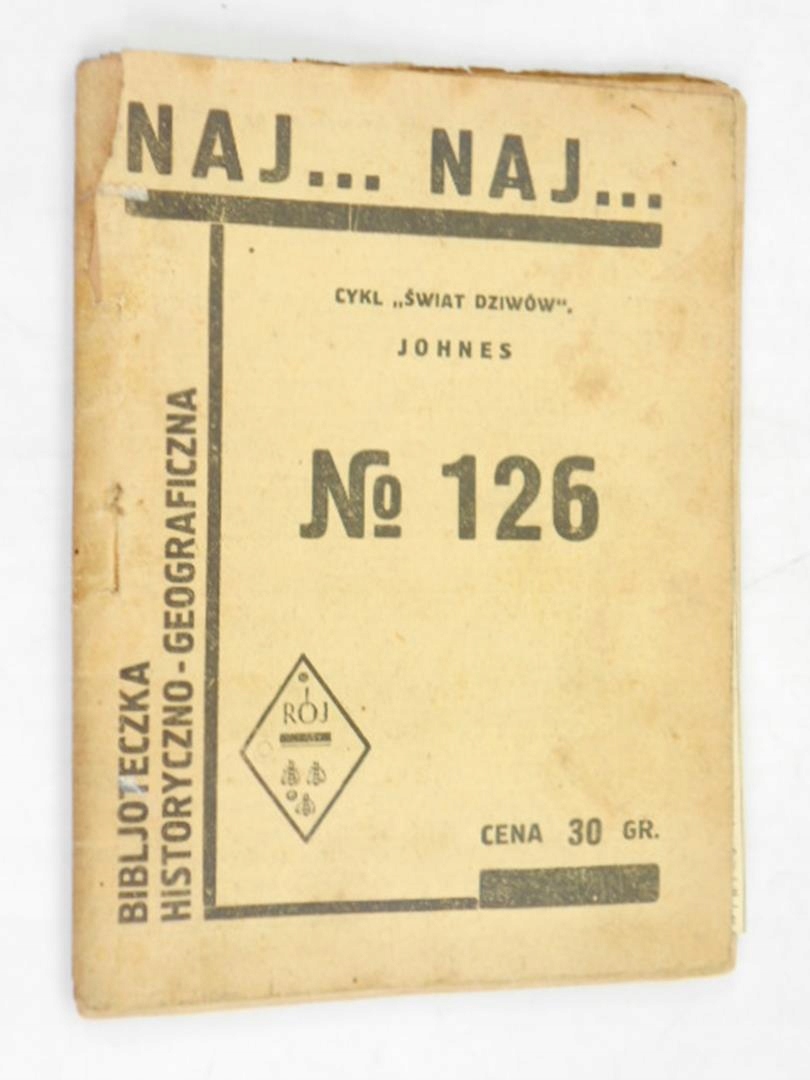 NAJ... NAJ...
CYKL „ŚWIAT DZIWÓW“.
JOHNES
№ 126
BIBLJOTECZKA
HISTORYCZNO-GEOGRAFICZNA
RÓJ
CENA 30 GR.